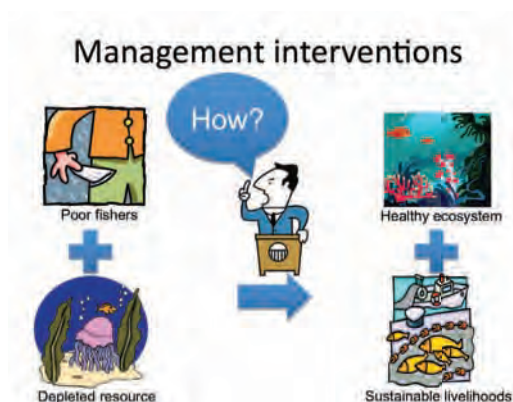 Management interventions
How?
Poor fishers
Healthy ecosystem
Depleted resource
Sustainable livelihoods